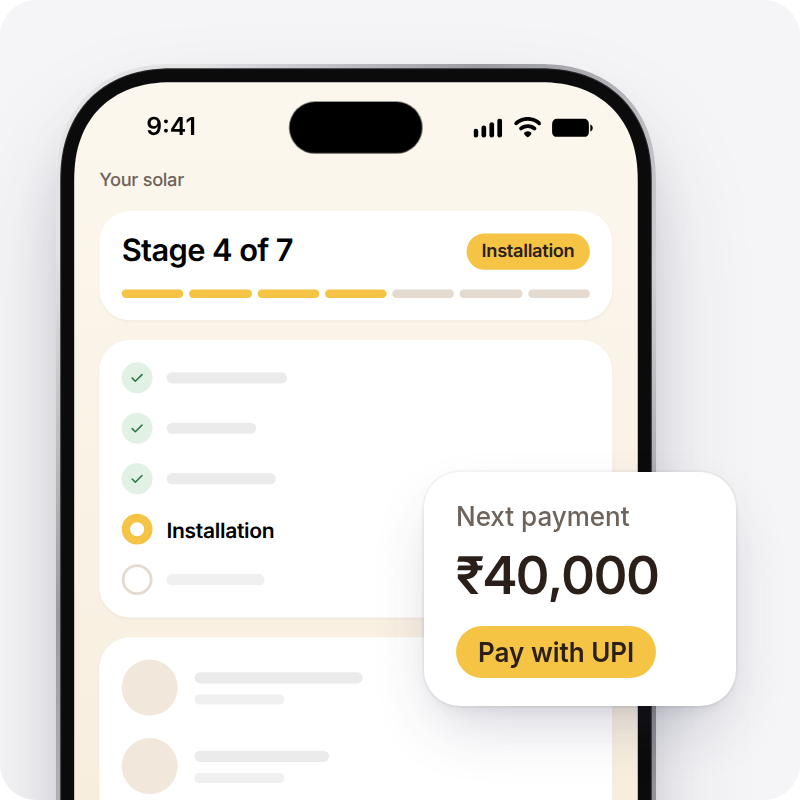 9:41
Your solar
Stage 4 of 7
Installation
Installation
Next payment
₹40,000
Pay with UPI